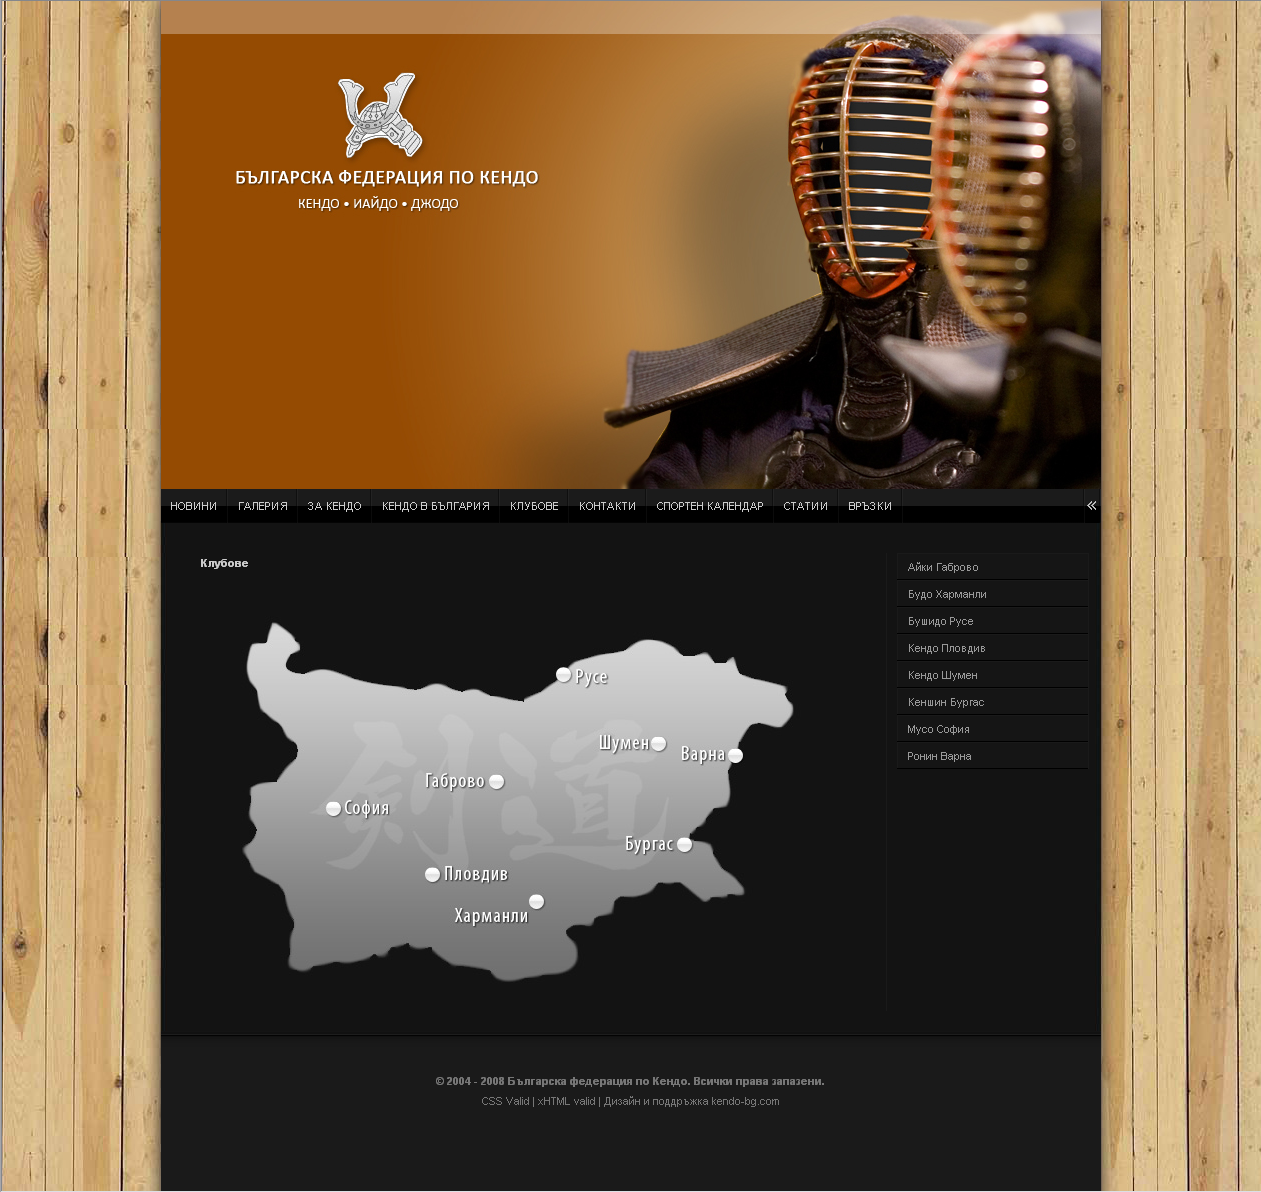 БЪЛГАРСКА ФЕДЕРАЦИЯ ПО КЕНДО
КЕНДО • ИАЙДО • ДЖОДО
НОВИНИ ГАЛЕРИЯ ЗА КЕНДО КЕНДО В БЪЛГАРИЯ КЛУБОВЕ КОНТАКТИ СПОРТЕН КАЛЕНДАР СТАТИИ ВРЪЗКИ «
Клубове
Русе
Шумен
Варна
Габрово
София
Бургас
Пловдив
Харманли
剣道
Айки Габрово
Будо Харманли
Бушидо Русе
Кендо Пловдив
Кендо Шумен
Кеншин Бургас
Мусо София
Ронин Варна
© 2004 - 2008 Българска федерация по Кендо. Всички права запазени.
CSS Valid | xHTML valid | Дизайн и поддръжка kendo-bg.com